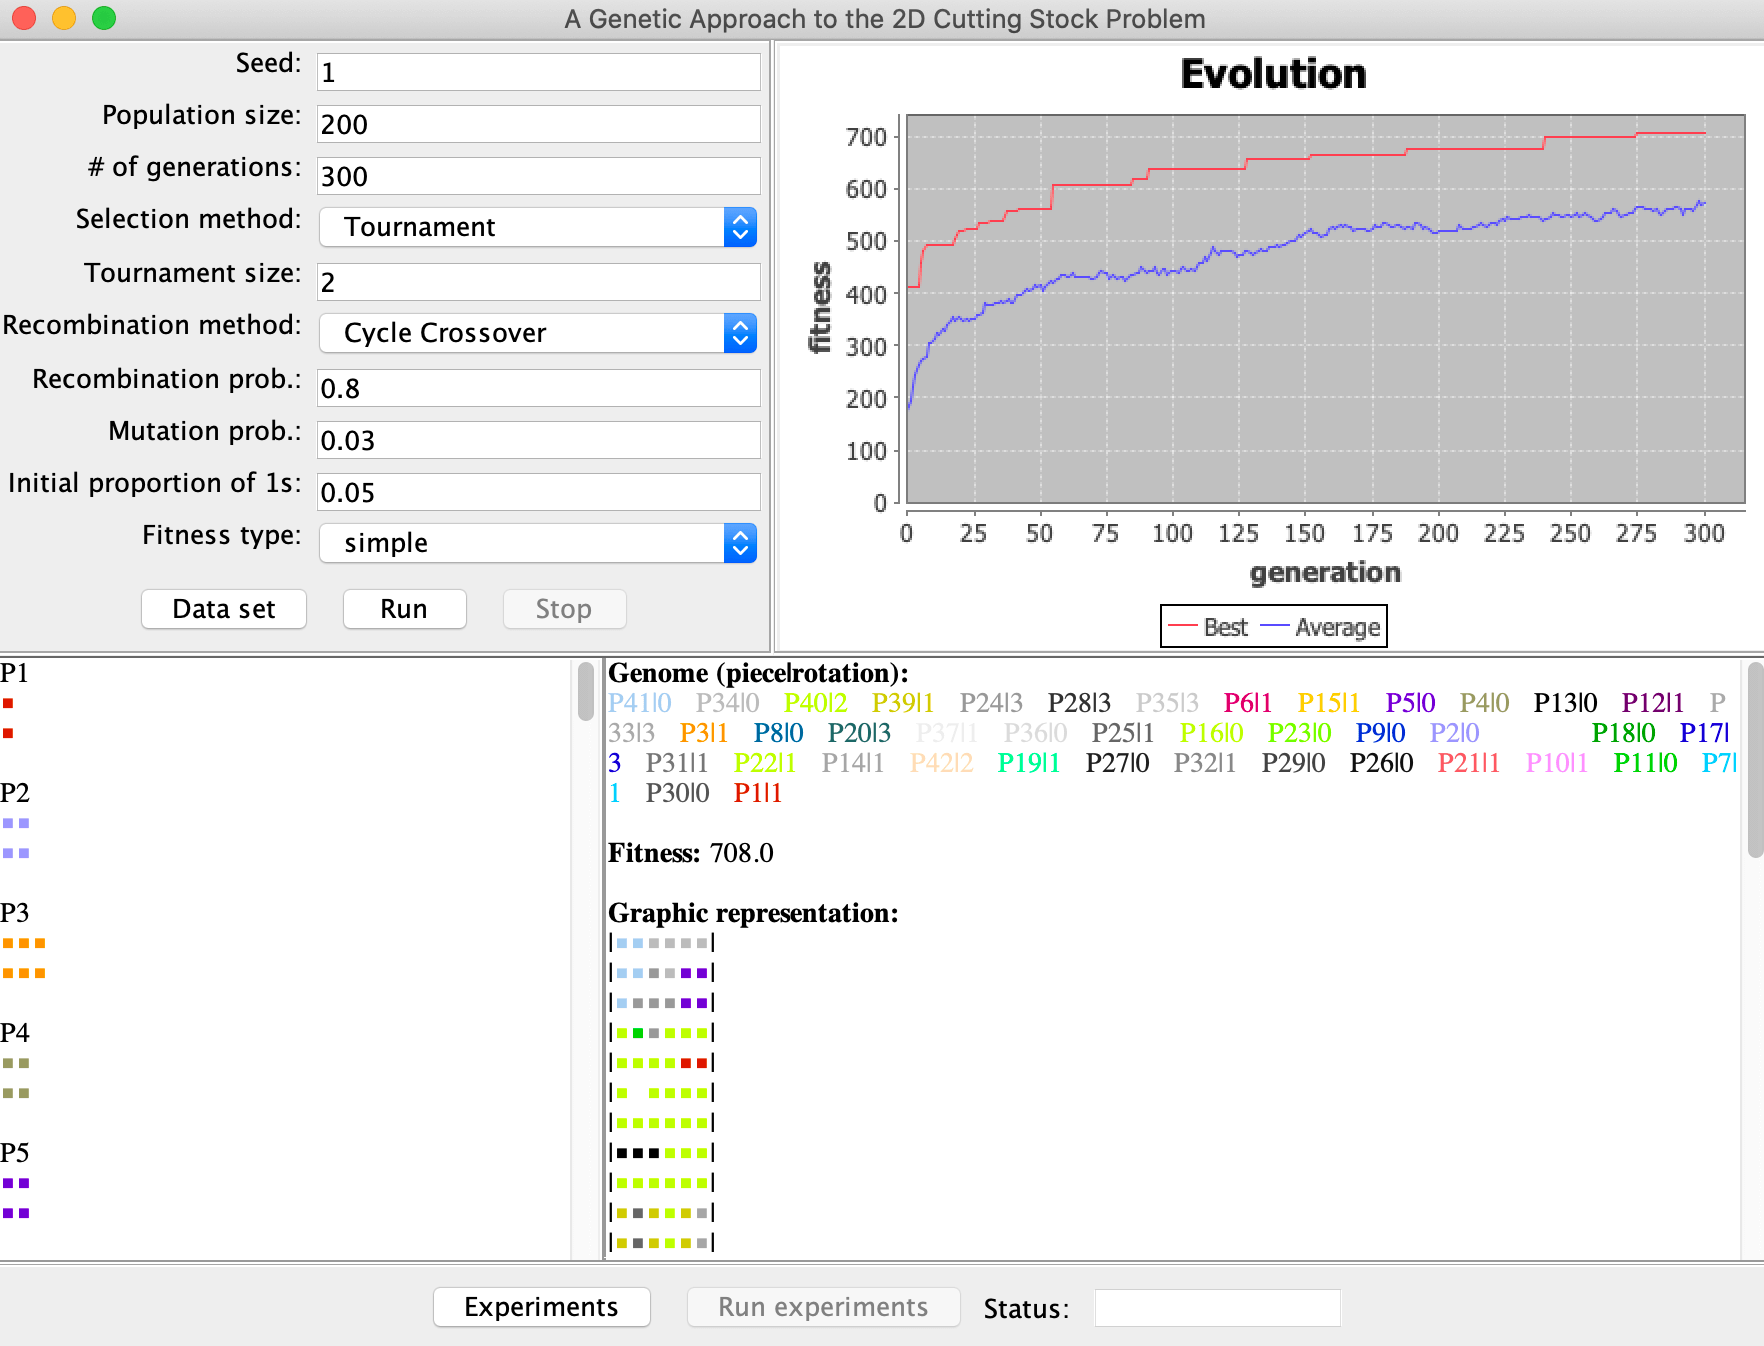 A Genetic Approach to the 2D Cutting Stock Problem
Seed: 1
Population size: 200
# of generations: 300
Selection method: Tournament
Tournament size: 2
Recombination method: Cycle Crossover
Recombination prob.: 0.8
Mutation prob.: 0.03
Initial proportion of 1s: 0.05
Fitness type: simple
Data set Run Stop
Evolution
700
600
500
400
300
200
100
0
fitness
0 25 50 75 100 125 150 175 200 225 250 275 300
generation
Best Average
P1
P2
P3
P4
P5
Genome (piece|rotation):
P41|0 P34|0 P40|2 P39|1 P24|3 P28|3 P35|3 P6|1 P15|1 P5|0 P4|0 P13|0 P12|1 P
33|3 P3|1 P8|0 P20|3 P37|1 P36|0 P25|1 P16|0 P23|0 P9|0 P2|0 P18|0 P17|
3 P31|1 P22|1 P14|1 P42|2 P19|1 P27|0 P32|1 P29|0 P26|0 P21|1 P10|1 P11|0 P7|
1 P30|0 P1|1
Fitness: 708.0
Graphic representation:
Experiments Run experiments Status: